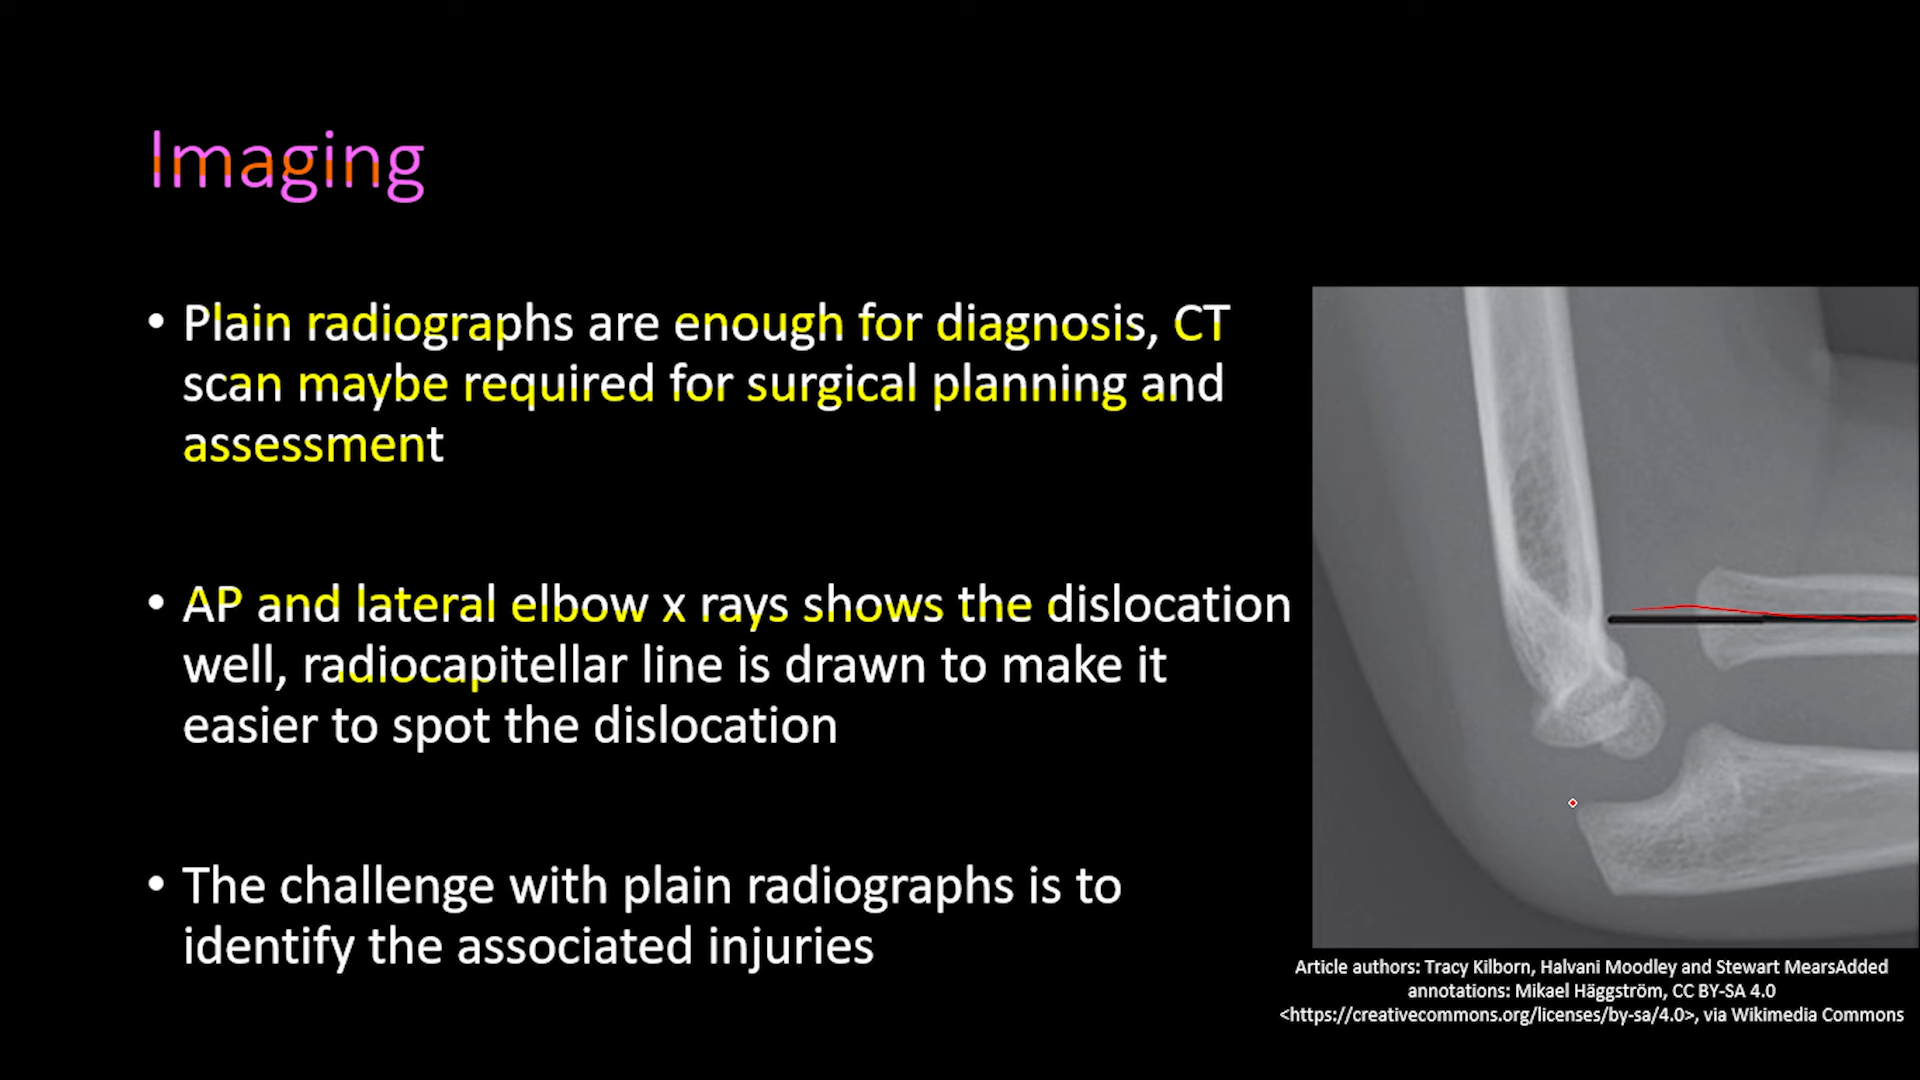 Imaging
• Plain radiographs are enough for diagnosis, CT
scan maybe required for surgical planning and
assessment
• AP and lateral elbow x rays shows the dislocation
well, radiocapitellar line is drawn to make it
easier to spot the dislocation
• The challenge with plain radiographs is to
identify the associated injuries
Article authors: Tracy Kilborn, Halvani Moodley and Stewart MearsAdded
annotations: Mikael Häggström, CC BY-SA 4.0
<https://creativecommons.org/licenses/by-sa/4.0>, via Wikimedia Commons